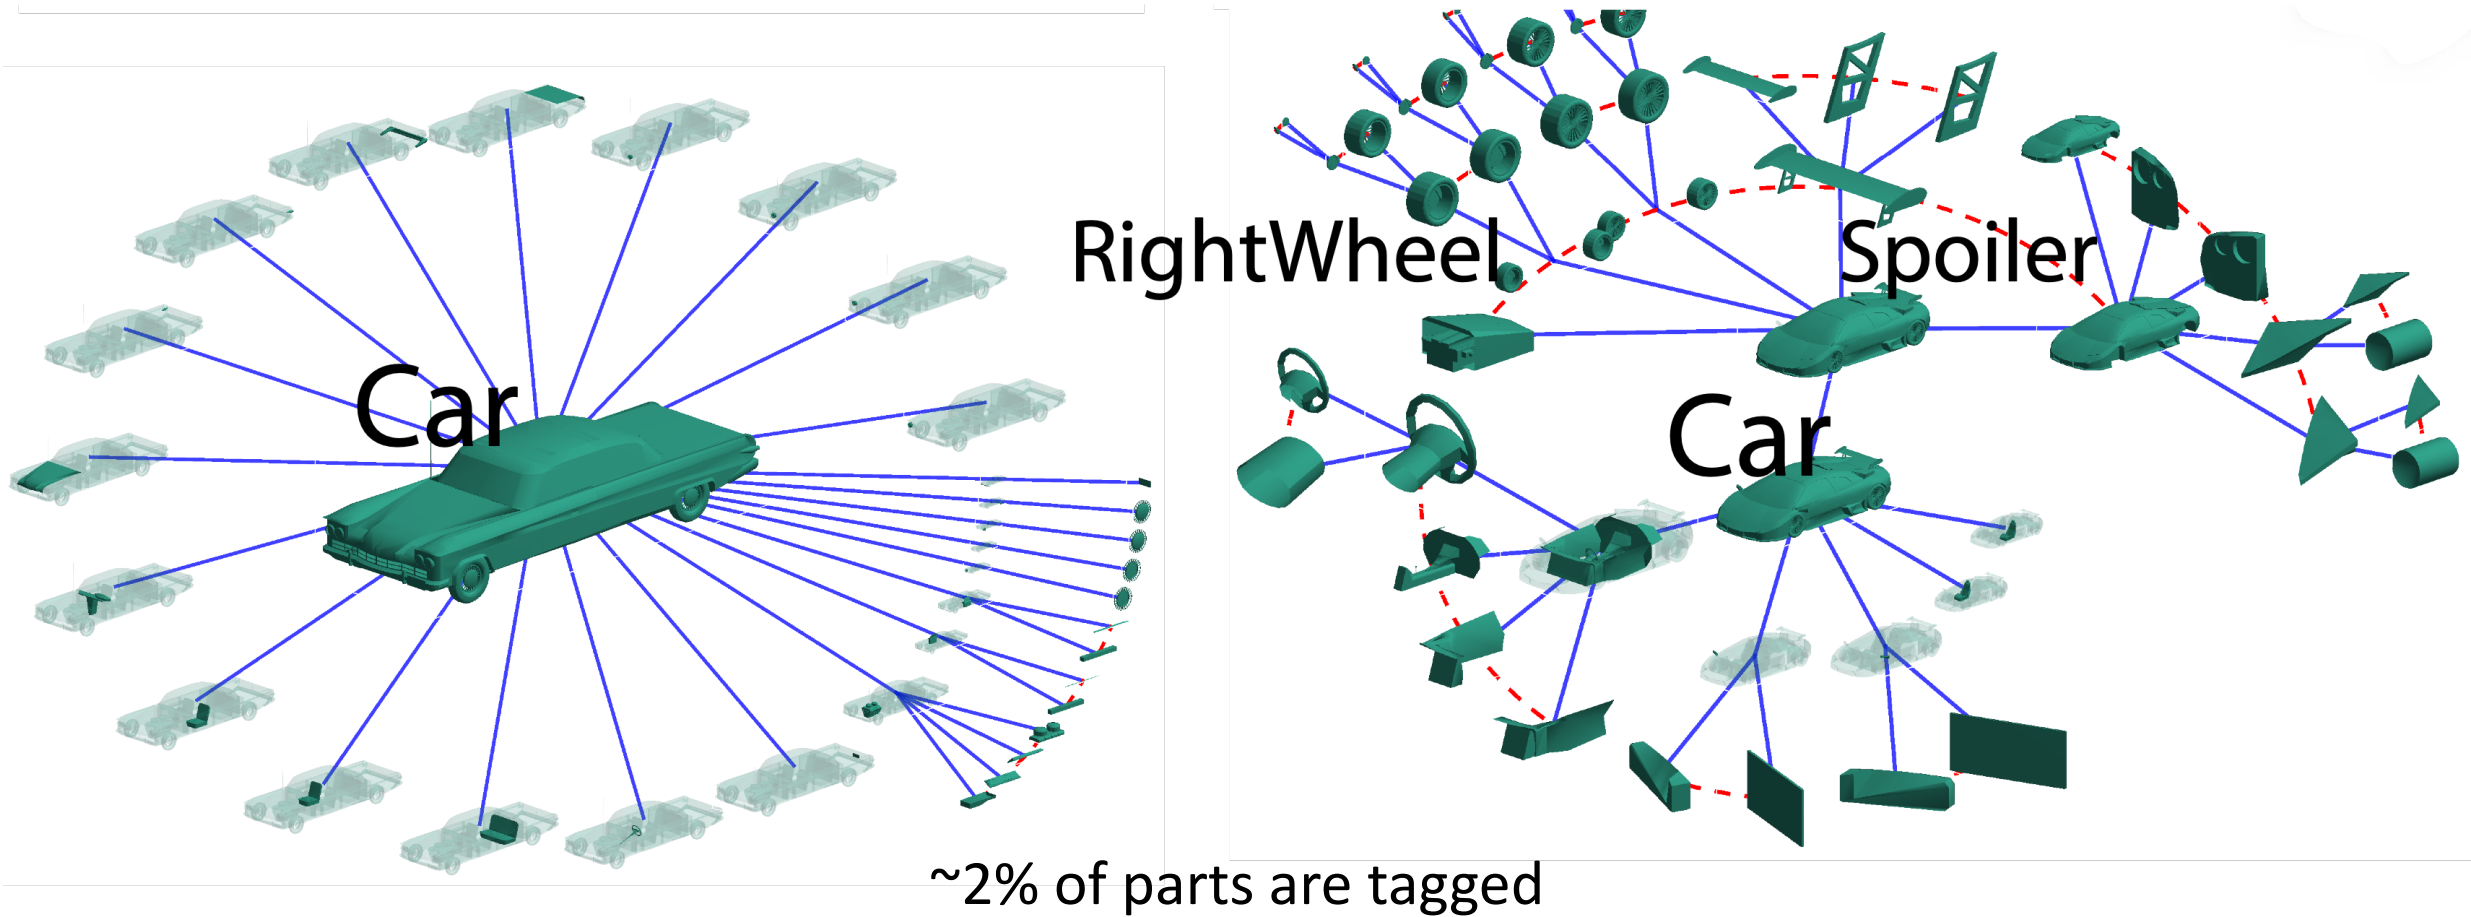 RightWheel
Spoiler
Car
Car
~2% of parts are tagged